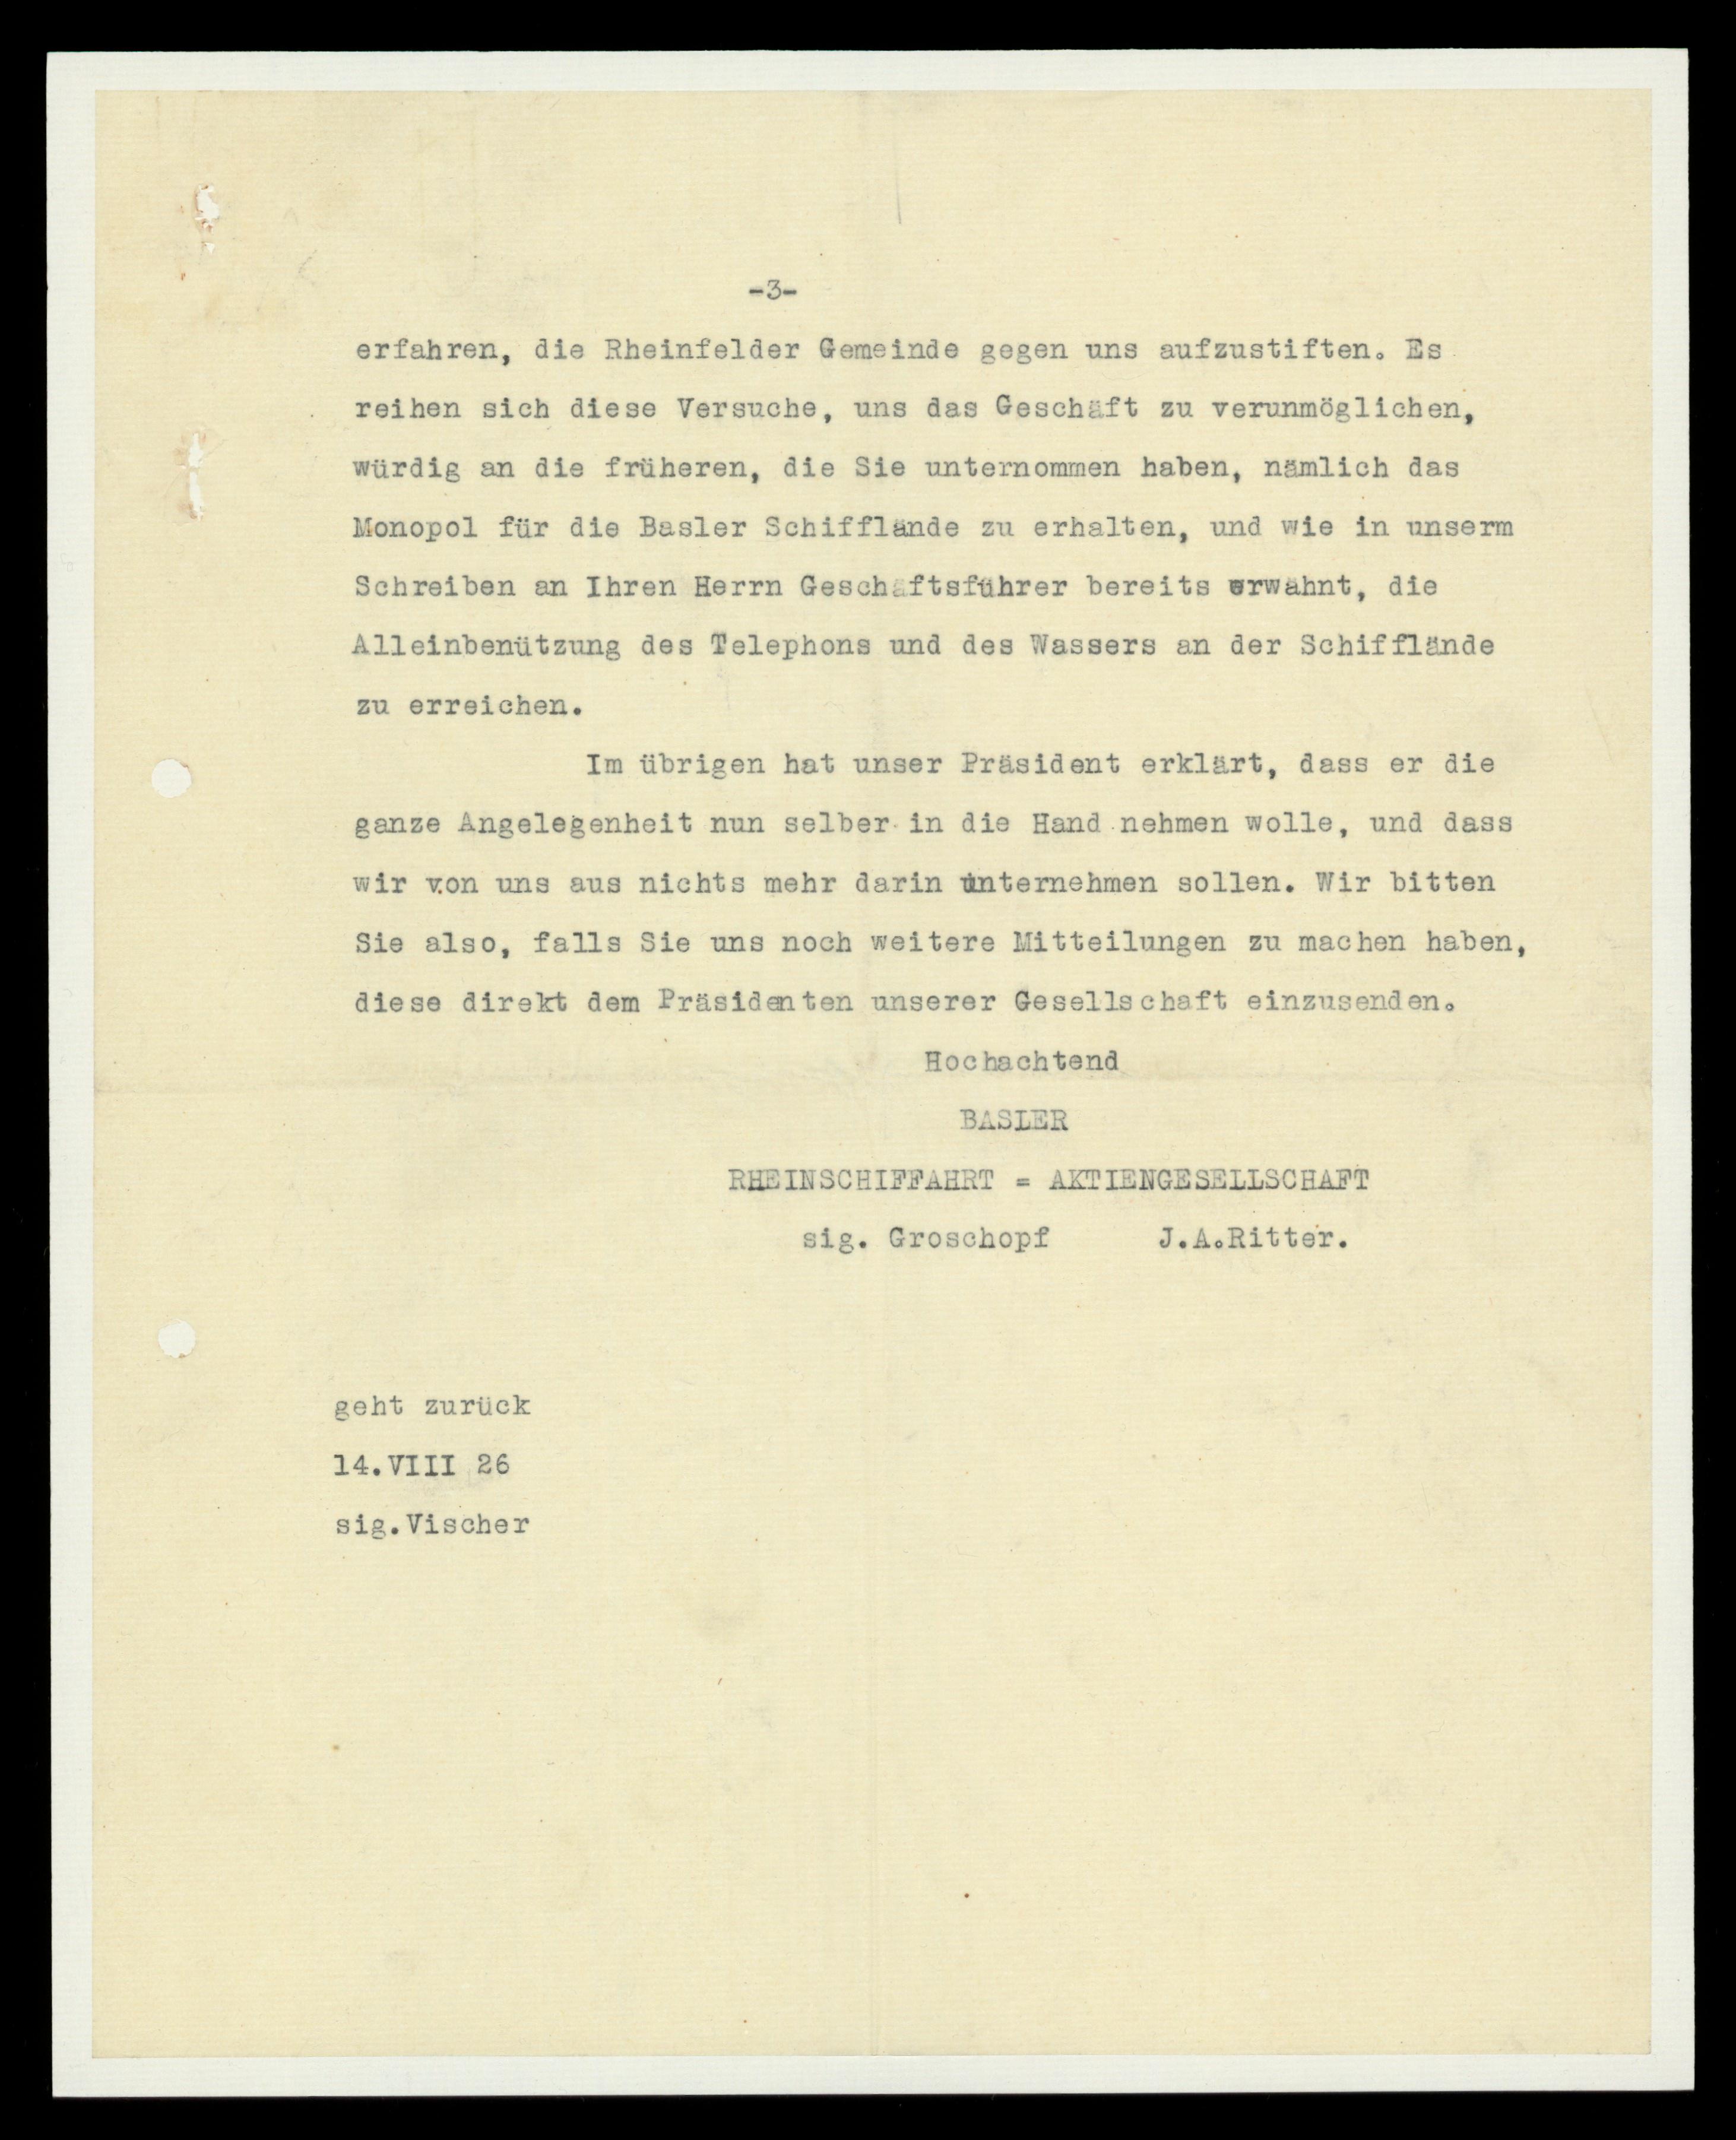 -3-
erfahren, die Rheinfelder Gemeinde gegen uns aufzustiften. Es
reihen sich diese Versuche, uns das Geschäft zu verunmöglichen,
würdig an die früheren, die Sie unternommen haben, nämlich das
Monopol für die Basler Schifflände zu erhalten, und wie in unserm
Schreiben an Ihren Herrn Geschäftsführer bereits erwähnt, die
Alleinbenützung des Telephons und des Wassers an der Schifflände
zu erreichen.
Im übrigen hat unser Präsident erklärt, dass er die
ganze Angelegenheit nun selber in die Hand nehmen wolle, und dass
wir von uns aus nichts mehr darin unternehmen sollen. Wir bitten
Sie also, falls Sie uns noch weitere Mitteilungen zu machen haben,
diese direkt dem Präsidenten unserer Gesellschaft einzusenden.
Hochachtend
BASLER
RHEINSCHIFFAHRT = AKTIENGESELLSCHAFT
sig. Groschopf J.A.Ritter.
geht zurück
14.VIII 26
sig.Vischer